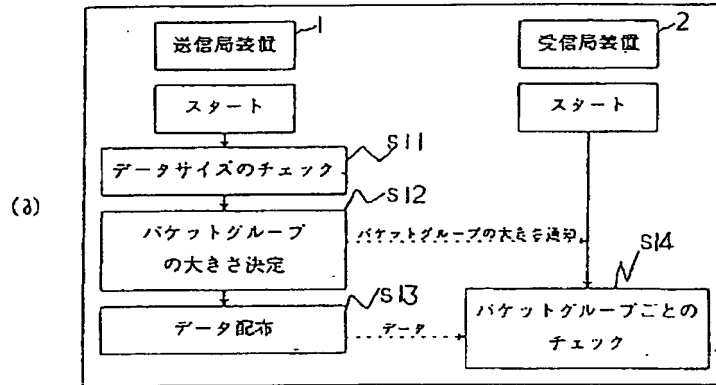 1
2
送信局装置
受信局装置
スタート
スタート
S11
データサイズのチェック
S12
パケットグループ
の大きさ決定
パケットグループの大きさ通知
S14
S13
データ配布
データ
パケットグループごとの
チェック
(a)